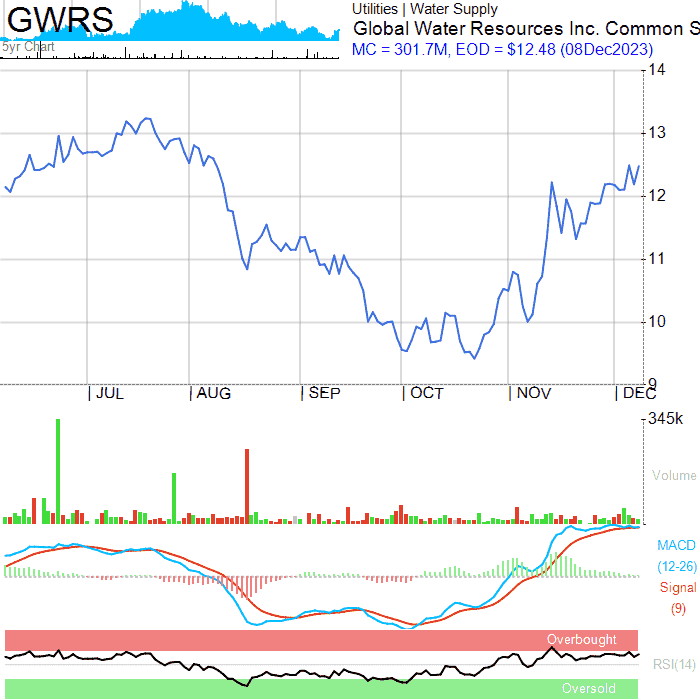 GWRS
5yr Chart
Utilities | Water Supply
Global Water Resources Inc. Common S
MC = 301.7M, EOD = $12.48 (08Dec2023)
14
13
12
11
10
9
JUL AUG SEP OCT NOV DEC
345k
Volume
MACD
(12-26)
Signal
(9)
Overbought
RSI(14)
Oversold